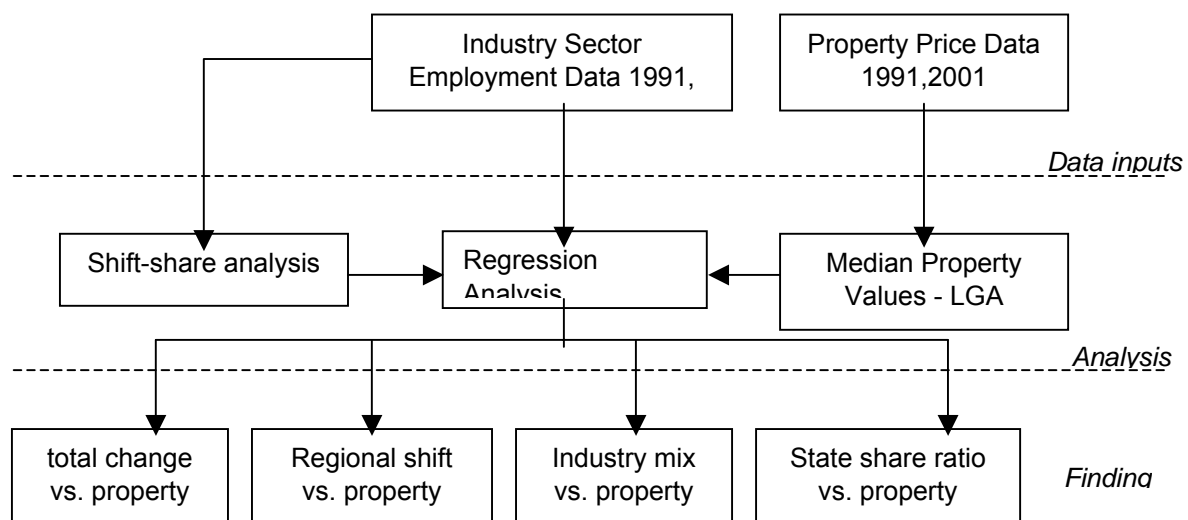 Industry Sector
Employment Data 1991,
Property Price Data
1991,2001
Data inputs
Shift-share analysis
Regression
Analysis
Median Property
Values - LGA
Analysis
total change
vs. property
Regional shift
vs. property
Industry mix
vs. property
State share ratio
vs. property
Finding